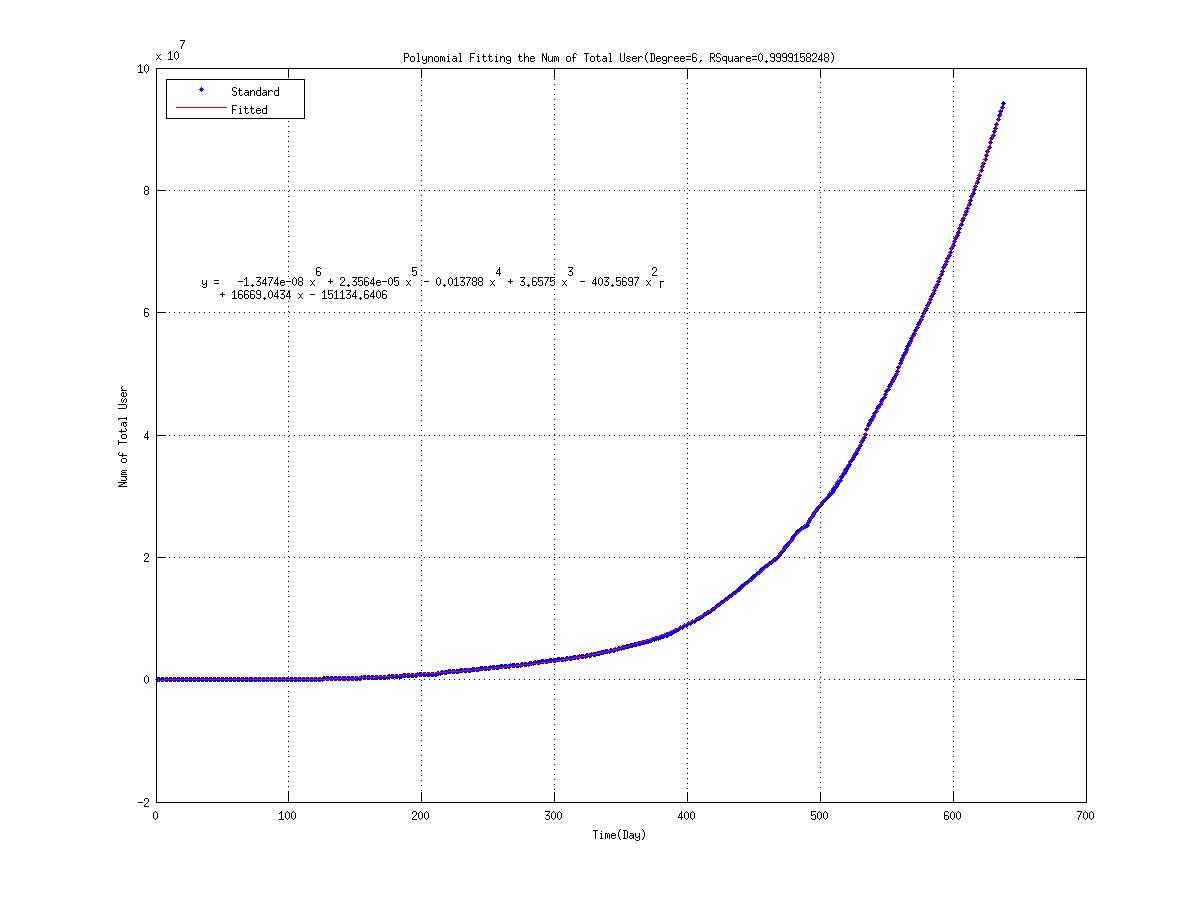 Polynomial Fitting the Num of Total User(Degree=6, RSquare=0.9999158248)
x 10^7
Standard
Fitted
y = -1.3474e-08 x^6 + 2.3564e-05 x^5 - 0.013788 x^4 + 3.6575 x^3 - 403.5697 x^2
+ 16669.0434 x - 151134.6406
10
8
6
4
2
0
-2
Num of Total User
0 100 200 300 400 500 600 700
Time(Day)